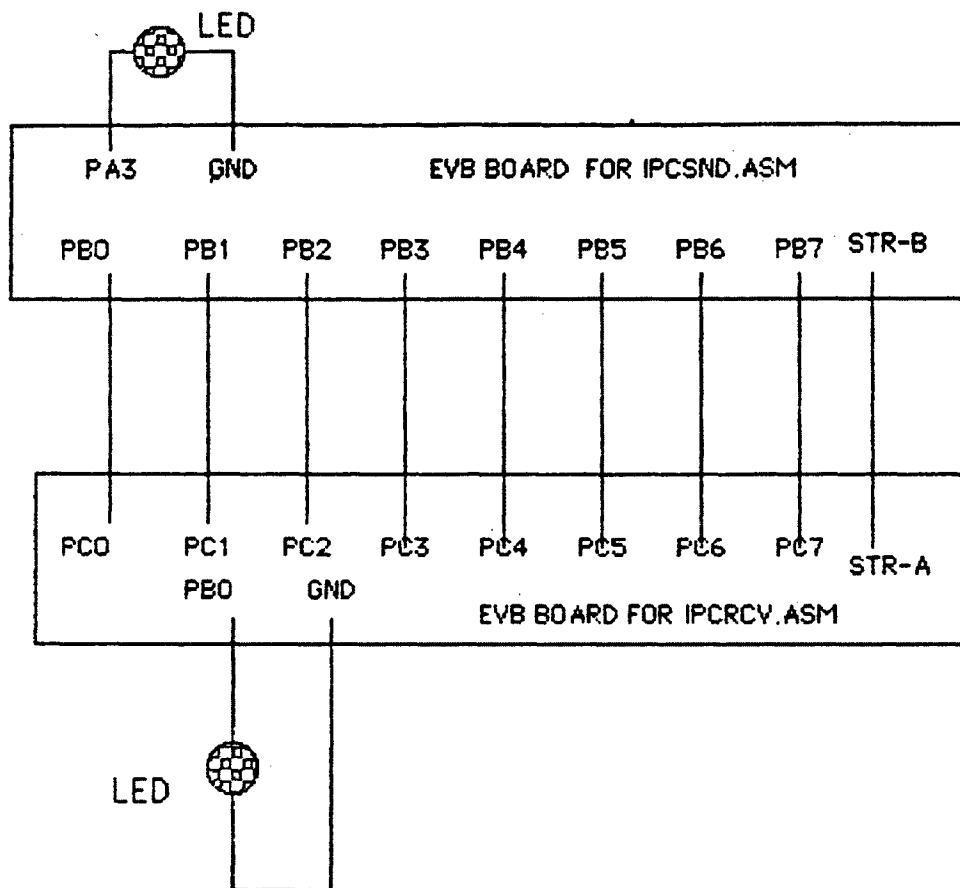 LED
PA3 GND EVB BOARD FOR IPCSND.ASM
PB0 PB1 PB2 PB3 PB4 PB5 PB6 PB7 STR-B
PC0 PC1 PC2 PC3 PC4 PC5 PC6 PC7 STR-A
PB0 GND
EVB BOARD FOR IPCRCV.ASM
LED